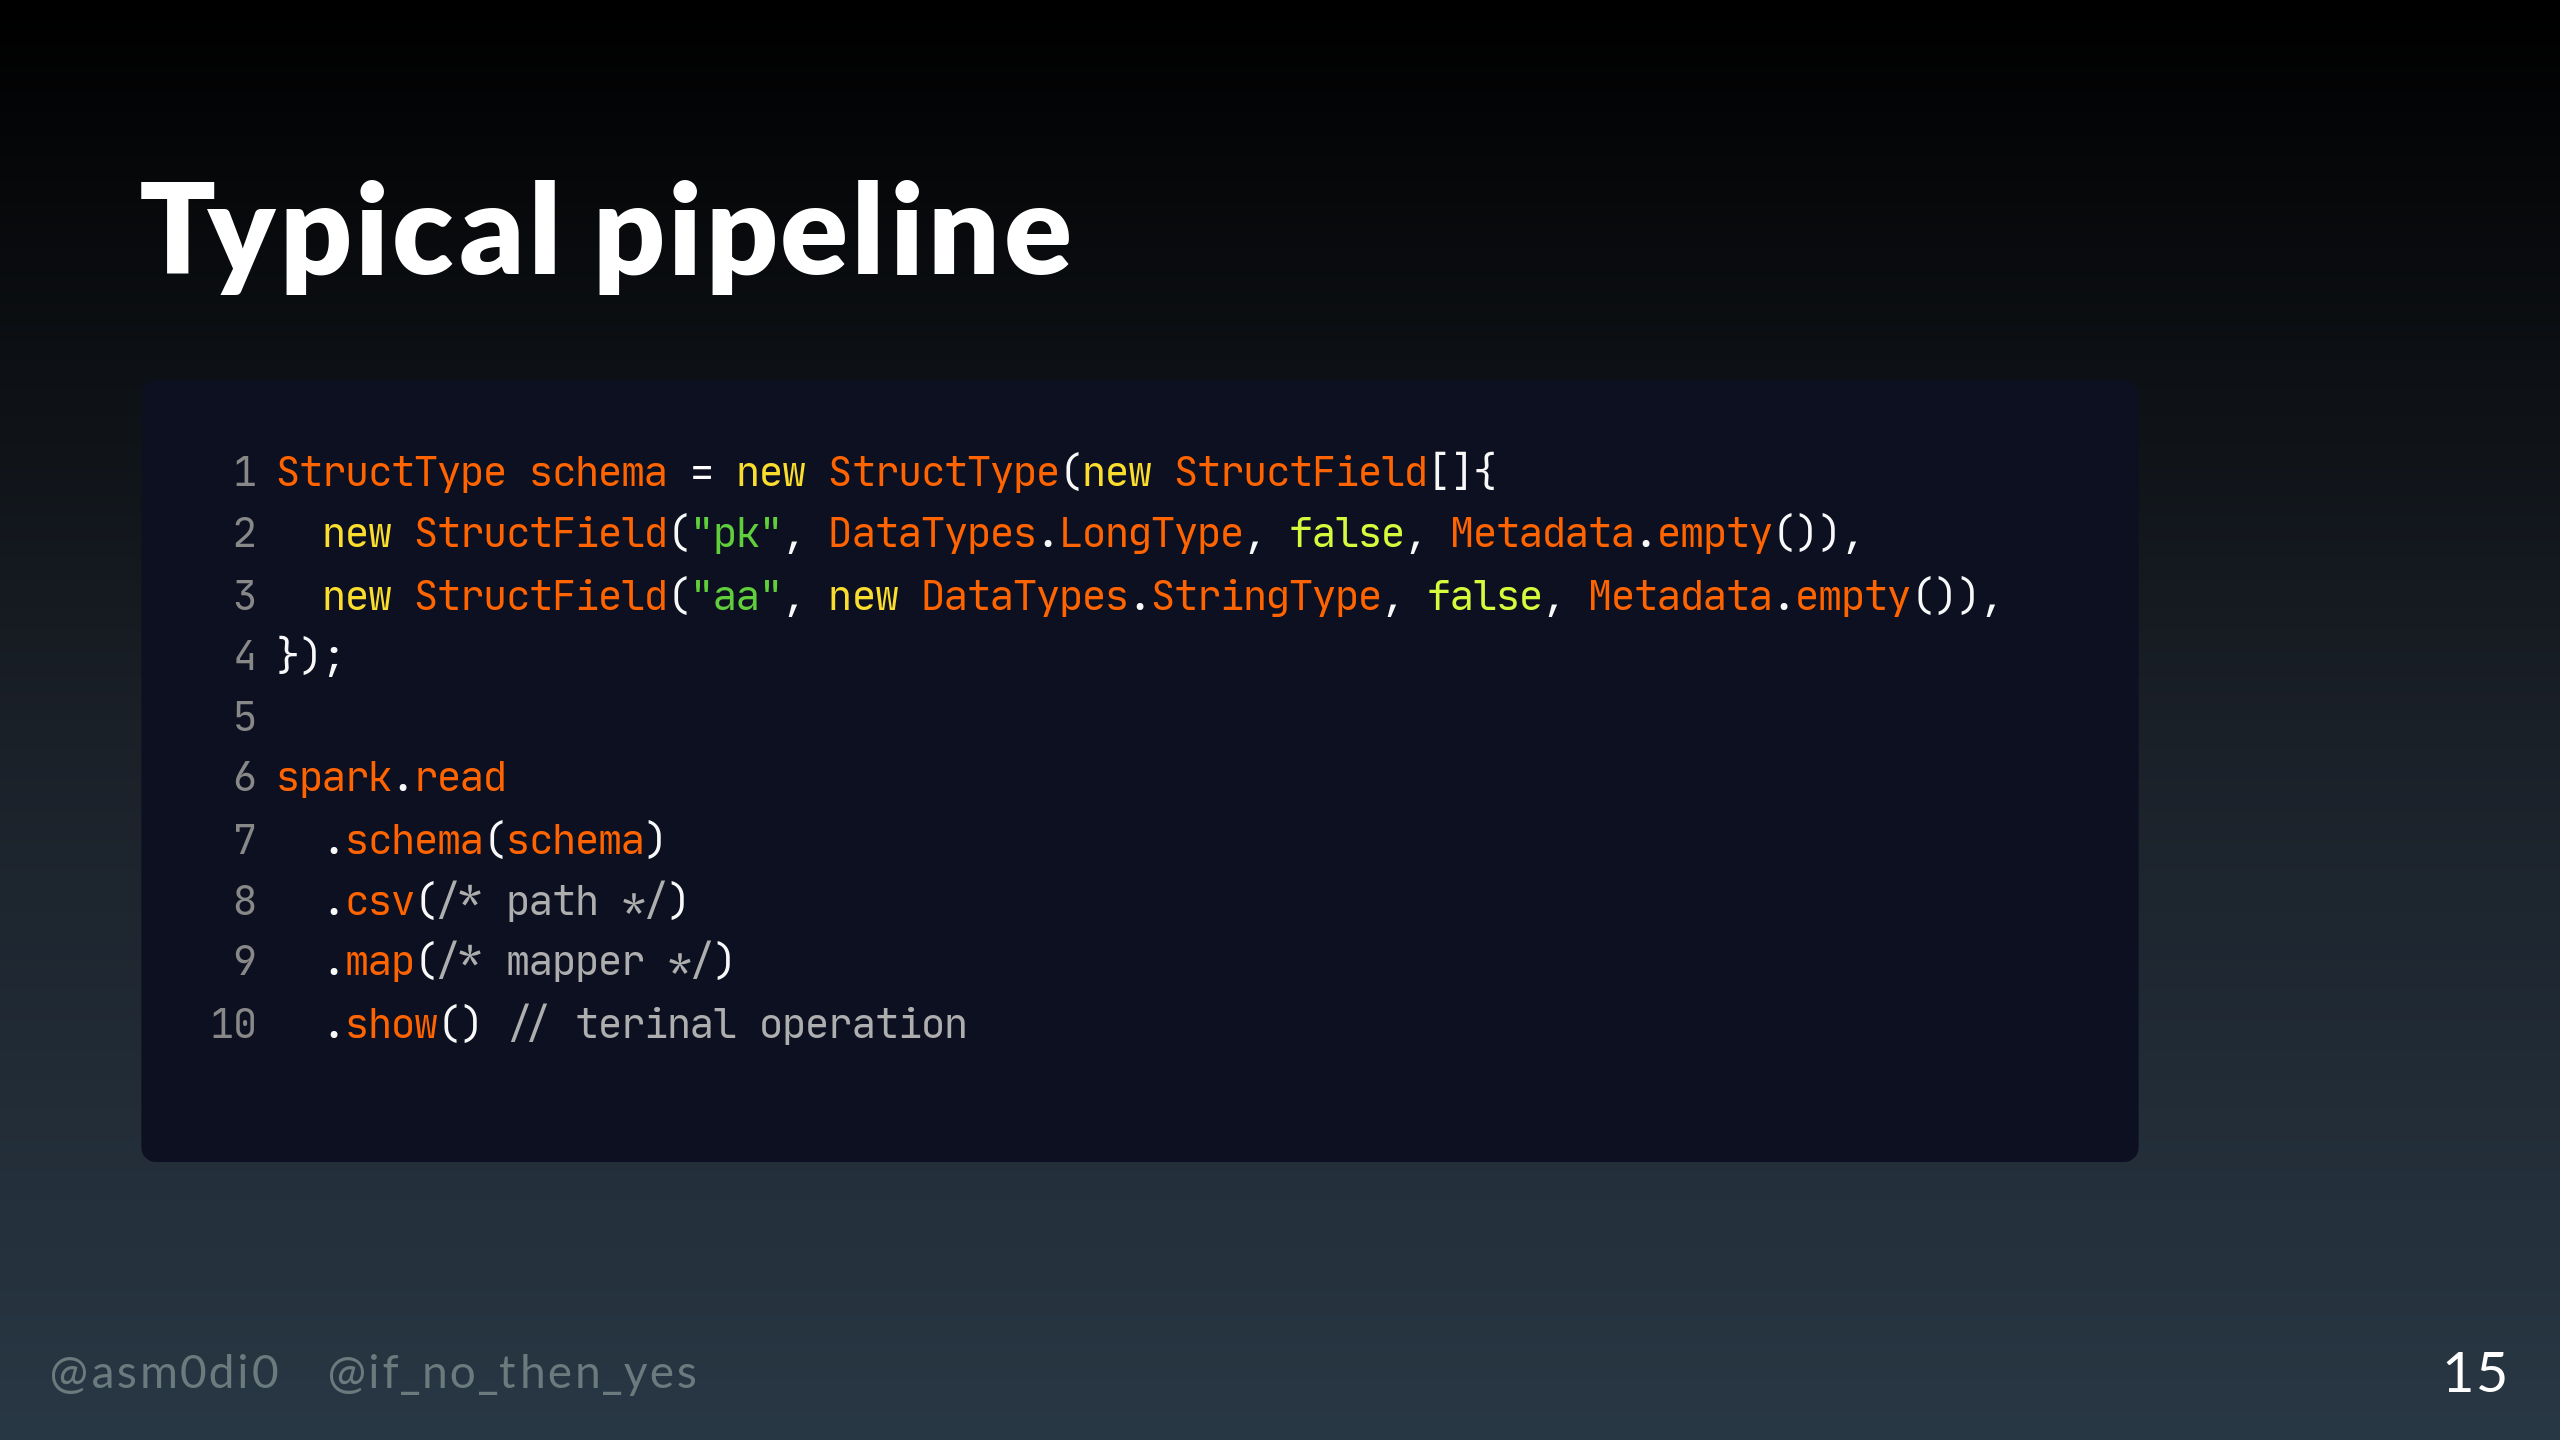 Typical pipeline
1 StructType schema = new StructType(new StructField[]{
2   new StructField("pk", DataTypes.LongType, false, Metadata.empty()),
3   new StructField("aa", new DataTypes.StringType, false, Metadata.empty()),
4 });
5
6 spark.read
7   .schema(schema)
8   .csv(/* path */)
9   .map(/* mapper */)
10   .show() // terinal operation
@asm0di0 @if_no_then_yes
15